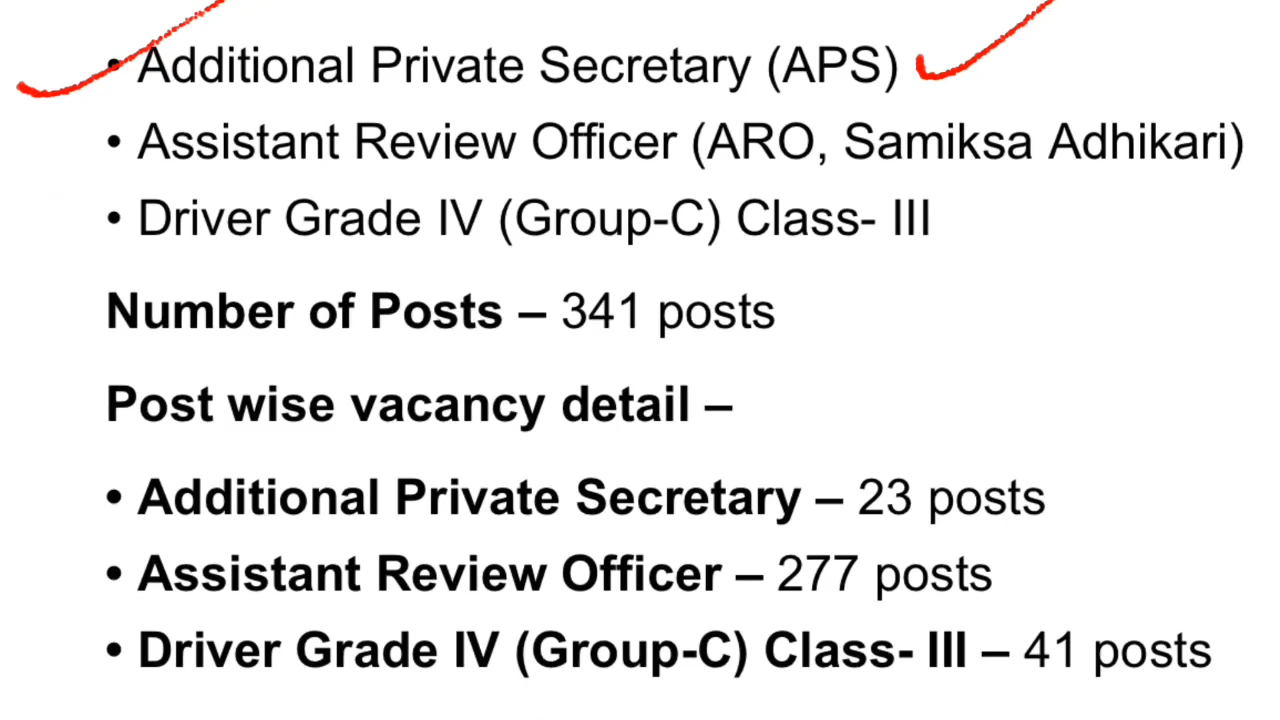 • Additional Private Secretary (APS)
• Assistant Review Officer (ARO, Samiksa Adhikari)
• Driver Grade IV (Group-C) Class- III
Number of Posts – 341 posts
Post wise vacancy detail –
• Additional Private Secretary – 23 posts
• Assistant Review Officer – 277 posts
• Driver Grade IV (Group-C) Class- III – 41 posts